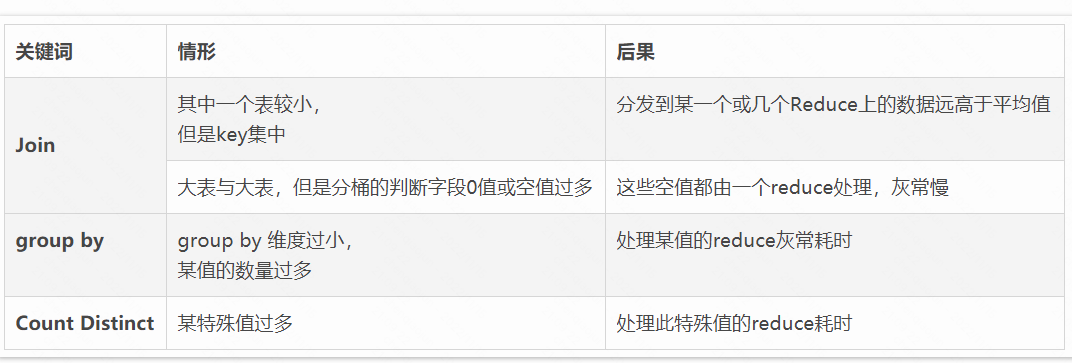 关键词
情形
后果
Join
其中一个表较小，
但是key集中
分发到某一个或几个Reduce上的数据远高于平均值
大表与大表，但是分桶的判断字段0值或空值过多
这些空值都由一个reduce处理，灰常慢
group by
group by 维度过小，
某值的数量过多
处理某值的reduce灰常耗时
Count Distinct
某特殊值过多
处理此特殊值的reduce耗时